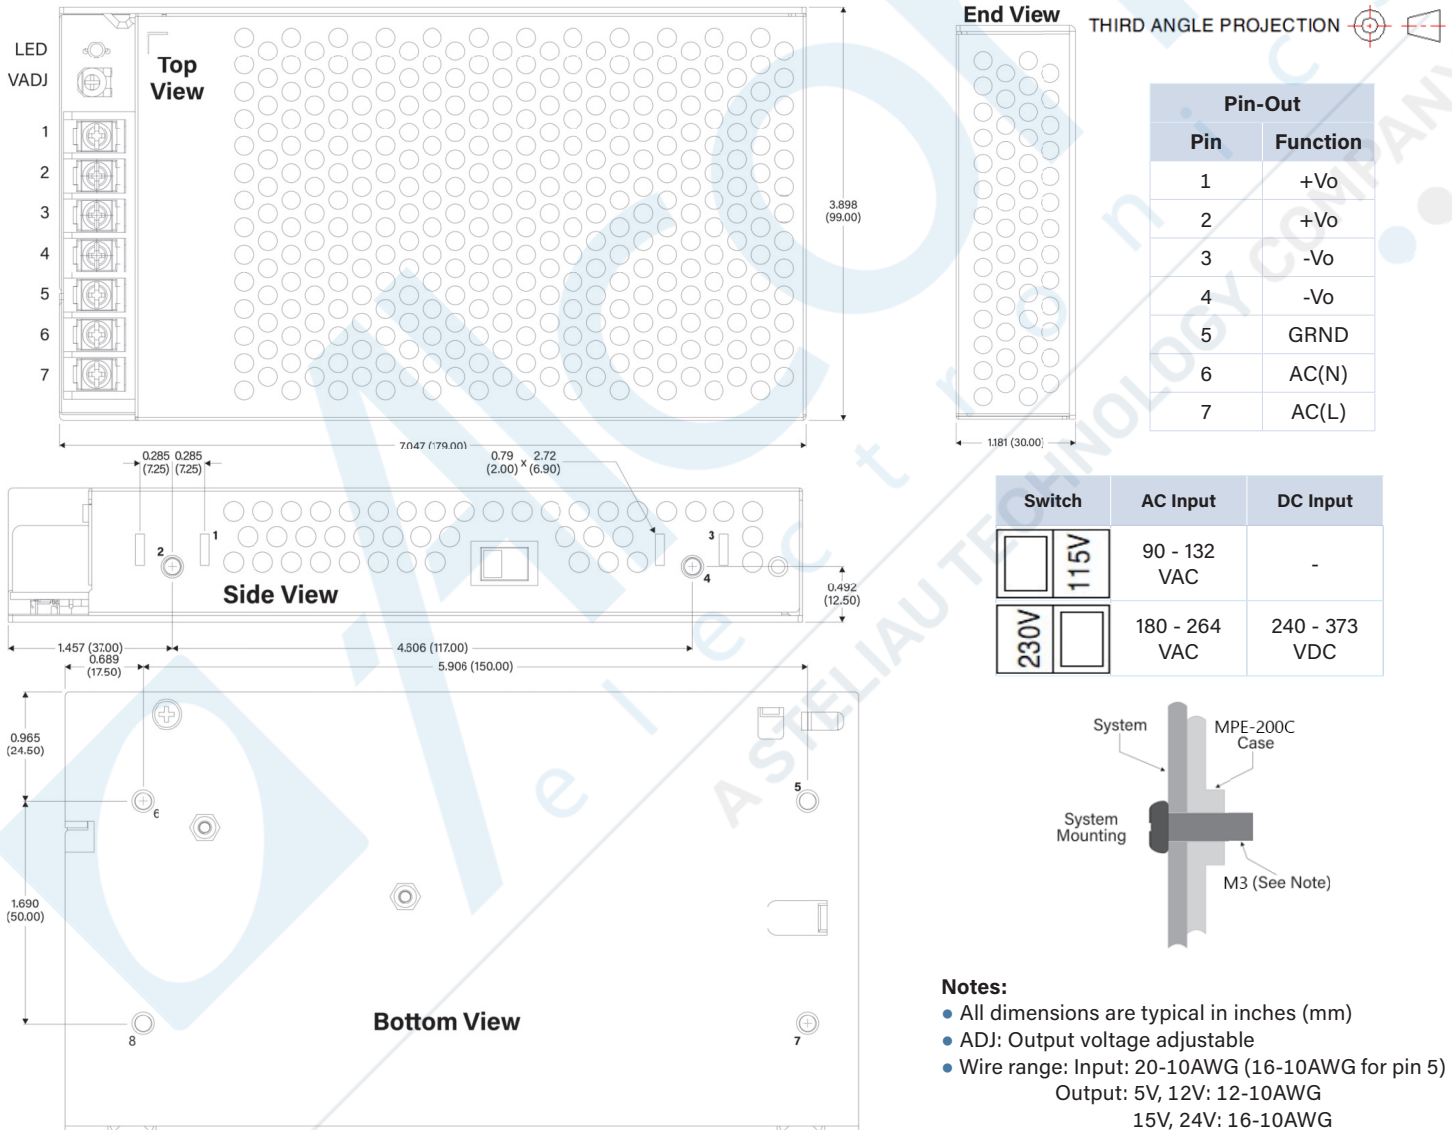 End View
THIRD ANGLE PROJECTION
LED
VADJ
Top
View
1
2
3
4
5
6
7
3.898
(99.00)
7.047 (179.00)
1.181 (30.00)
Pin-Out
Pin Function
1 +Vo
2 +Vo
3 -Vo
4 -Vo
5 GRND
6 AC(N)
7 AC(L)
0.285 0.285
(7.25) (7.25)
0.79 x 2.72
(2.00) (6.90)
1
2
3
4
Side View
0.492
(12.50)
1.457 (37.00)
4.606 (117.00)
0.689
(17.50)
5.906 (150.00)
Switch AC Input DC Input
115V
90 - 132
VAC
-
230V
180 - 264
VAC
240 - 373
VDC
0.965
(24.50)
1.690
(50.00)
5
6
7
8
Bottom View
System
MPE-200C
Case
System
Mounting
M3 (See Note)
Notes:
• All dimensions are typical in inches (mm)
• ADJ: Output voltage adjustable
• Wire range: Input: 20-10AWG (16-10AWG for pin 5)
Output: 5V, 12V: 12-10AWG
15V, 24V: 16-10AWG
electronics
ASTELIAU TECHNOLOGY COMPANY